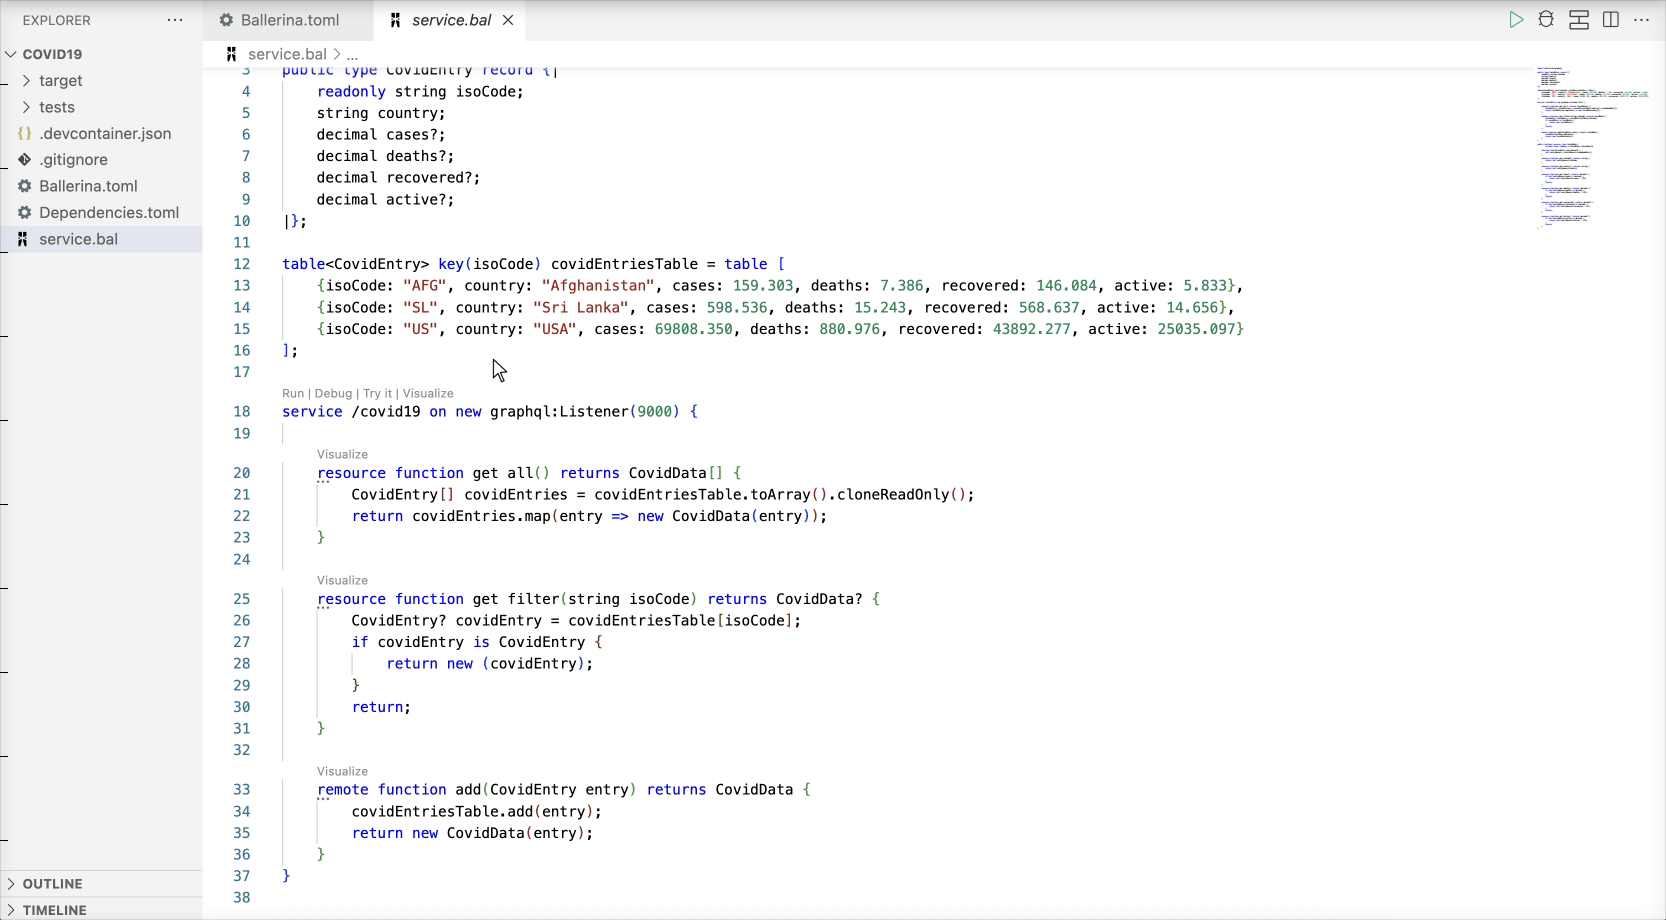 EXPLORER
COVID19
target
tests
{} .devcontainer.json
.gitignore
Ballerina.toml
Dependencies.toml
service.bal
OUTLINE
TIMELINE
Ballerina.toml
service.bal
service.bal > ...
3 public type CovidEntry record {|
4 readonly string isoCode;
5 string country;
6 decimal cases?;
7 decimal deaths?;
8 decimal recovered?;
9 decimal active?;
10 |};
11
12 table<CovidEntry> key(isoCode) covidEntriesTable = table [
13 {isoCode: "AFG", country: "Afghanistan", cases: 159.303, deaths: 7.386, recovered: 146.084, active: 5.833},
14 {isoCode: "SL", country: "Sri Lanka", cases: 598.536, deaths: 15.243, recovered: 568.637, active: 14.656},
15 {isoCode: "US", country: "USA", cases: 69808.350, deaths: 880.976, recovered: 43892.277, active: 25035.097}
16 ];
17
Run | Debug | Try it | Visualize
18 service /covid19 on new graphql:Listener(9000) {
19
Visualize
20 resource function get all() returns CovidData[] {
21 CovidEntry[] covidEntries = covidEntriesTable.toArray().cloneReadOnly();
22 return covidEntries.map(entry => new CovidData(entry));
23 }
24
Visualize
25 resource function get filter(string isoCode) returns CovidData? {
26 CovidEntry? covidEntry = covidEntriesTable[isoCode];
27 if covidEntry is CovidEntry {
28 return new (covidEntry);
29 }
30 return;
31 }
32
Visualize
33 remote function add(CovidEntry entry) returns CovidData {
34 covidEntriesTable.add(entry);
35 return new CovidData(entry);
36 }
37 }
38